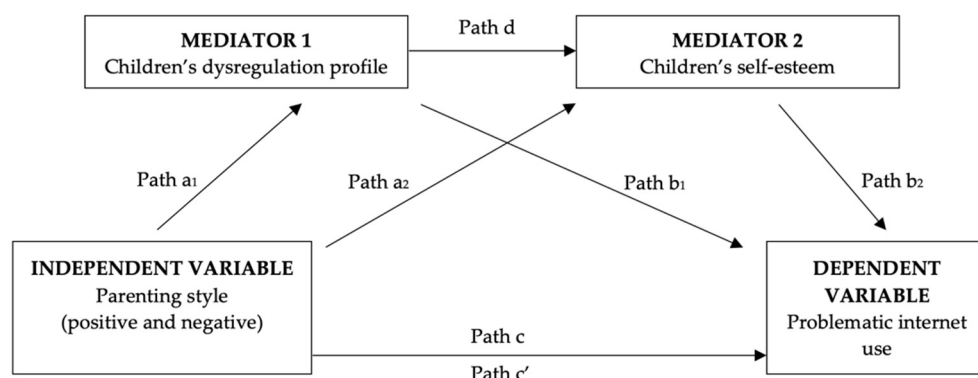 MEDIATOR 1
Children's dysregulation profile
Path d
MEDIATOR 2
Children's self-esteem
Path a1
Path a2
Path b1
Path b2
INDEPENDENT VARIABLE
Parenting style
(positive and negative)
Path c
Path c'
DEPENDENT
VARIABLE
Problematic internet
use